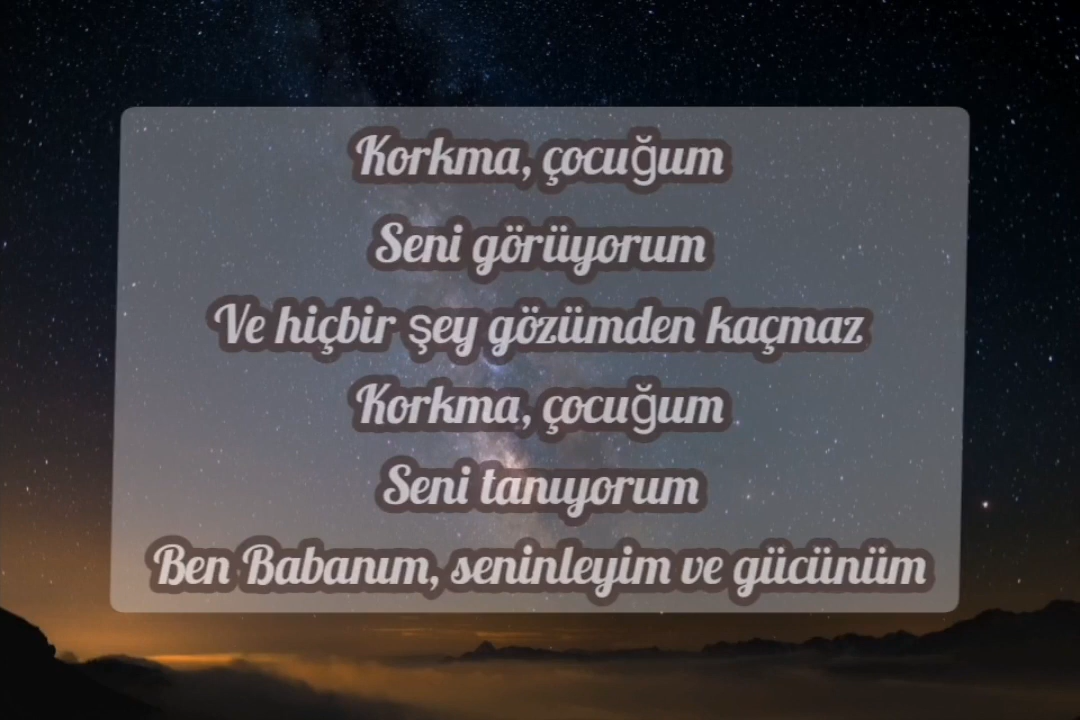 Korkma, çocuğum
Seni görüyorum
Ve hiçbir şey gözümden kaçmaz
Korkma, çocuğum
Seni tanıyorum
Ben Babanım, seninleyim ve gücünüm